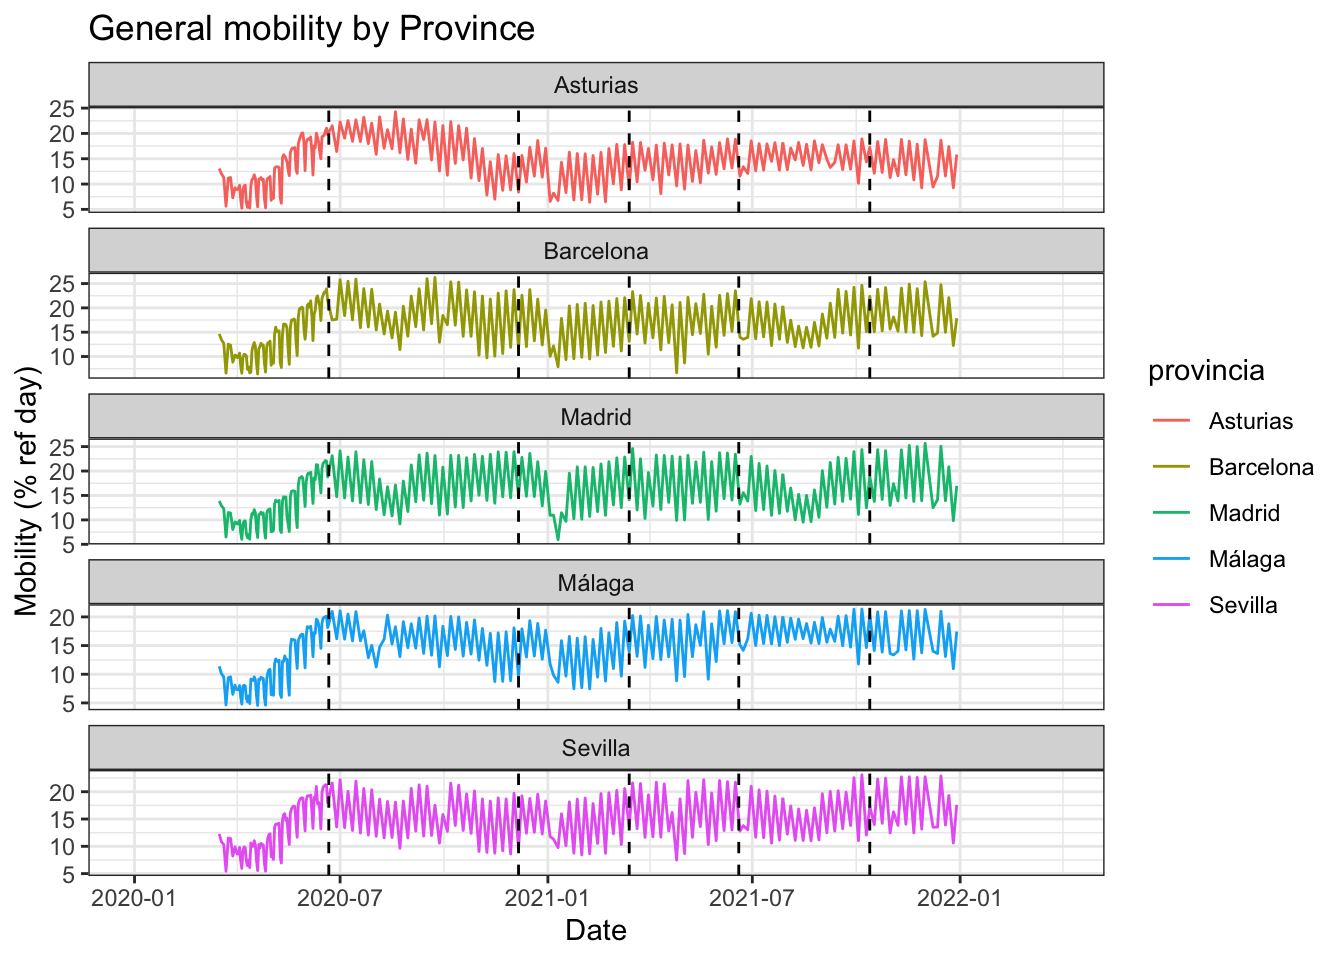 General mobility by Province
Asturias
25
20
15
10
5
Barcelona
25
20
15
10
Madrid
25
20
15
10
5
Málaga
20
15
10
5
Sevilla
20
15
10
5
2020-01
2020-07
2021-01
2021-07
2022-01
Date
Mobility (% ref day)
provincia
Asturias
Barcelona
Madrid
Málaga
Sevilla